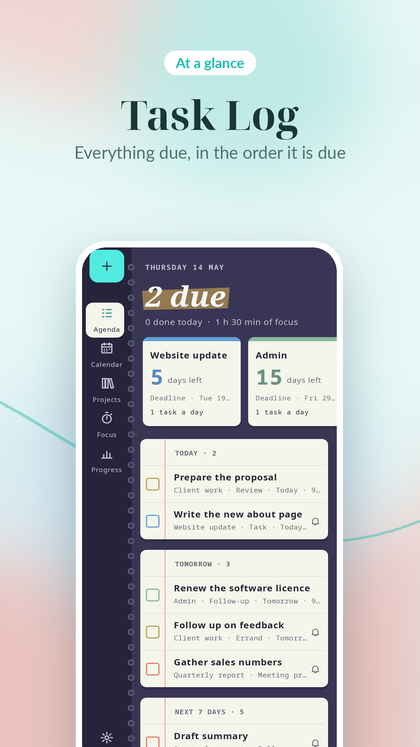 At a glance
Task Log
Everything due, in the order it is due
+
Agenda
Calendar
Projects
Focus
Progress
THURSDAY 14 MAY
2 due
0 done today · 1 h 30 min of focus
Website update
5 days left
Deadline · Tue 19…
1 task a day
Admin
15 days left
Deadline · Fri 29…
1 task a day
TODAY · 2
Prepare the proposal
Client work · Review · Today · 9…
Write the new about page
Website update · Task · Today…
TOMORROW · 3
Renew the software licence
Admin · Follow-up · Tomorrow · 9…
Follow up on feedback
Client work · Errand · Tomorr…
Gather sales numbers
Quarterly report · Meeting pr…
NEXT 7 DAYS · 5
Draft summary